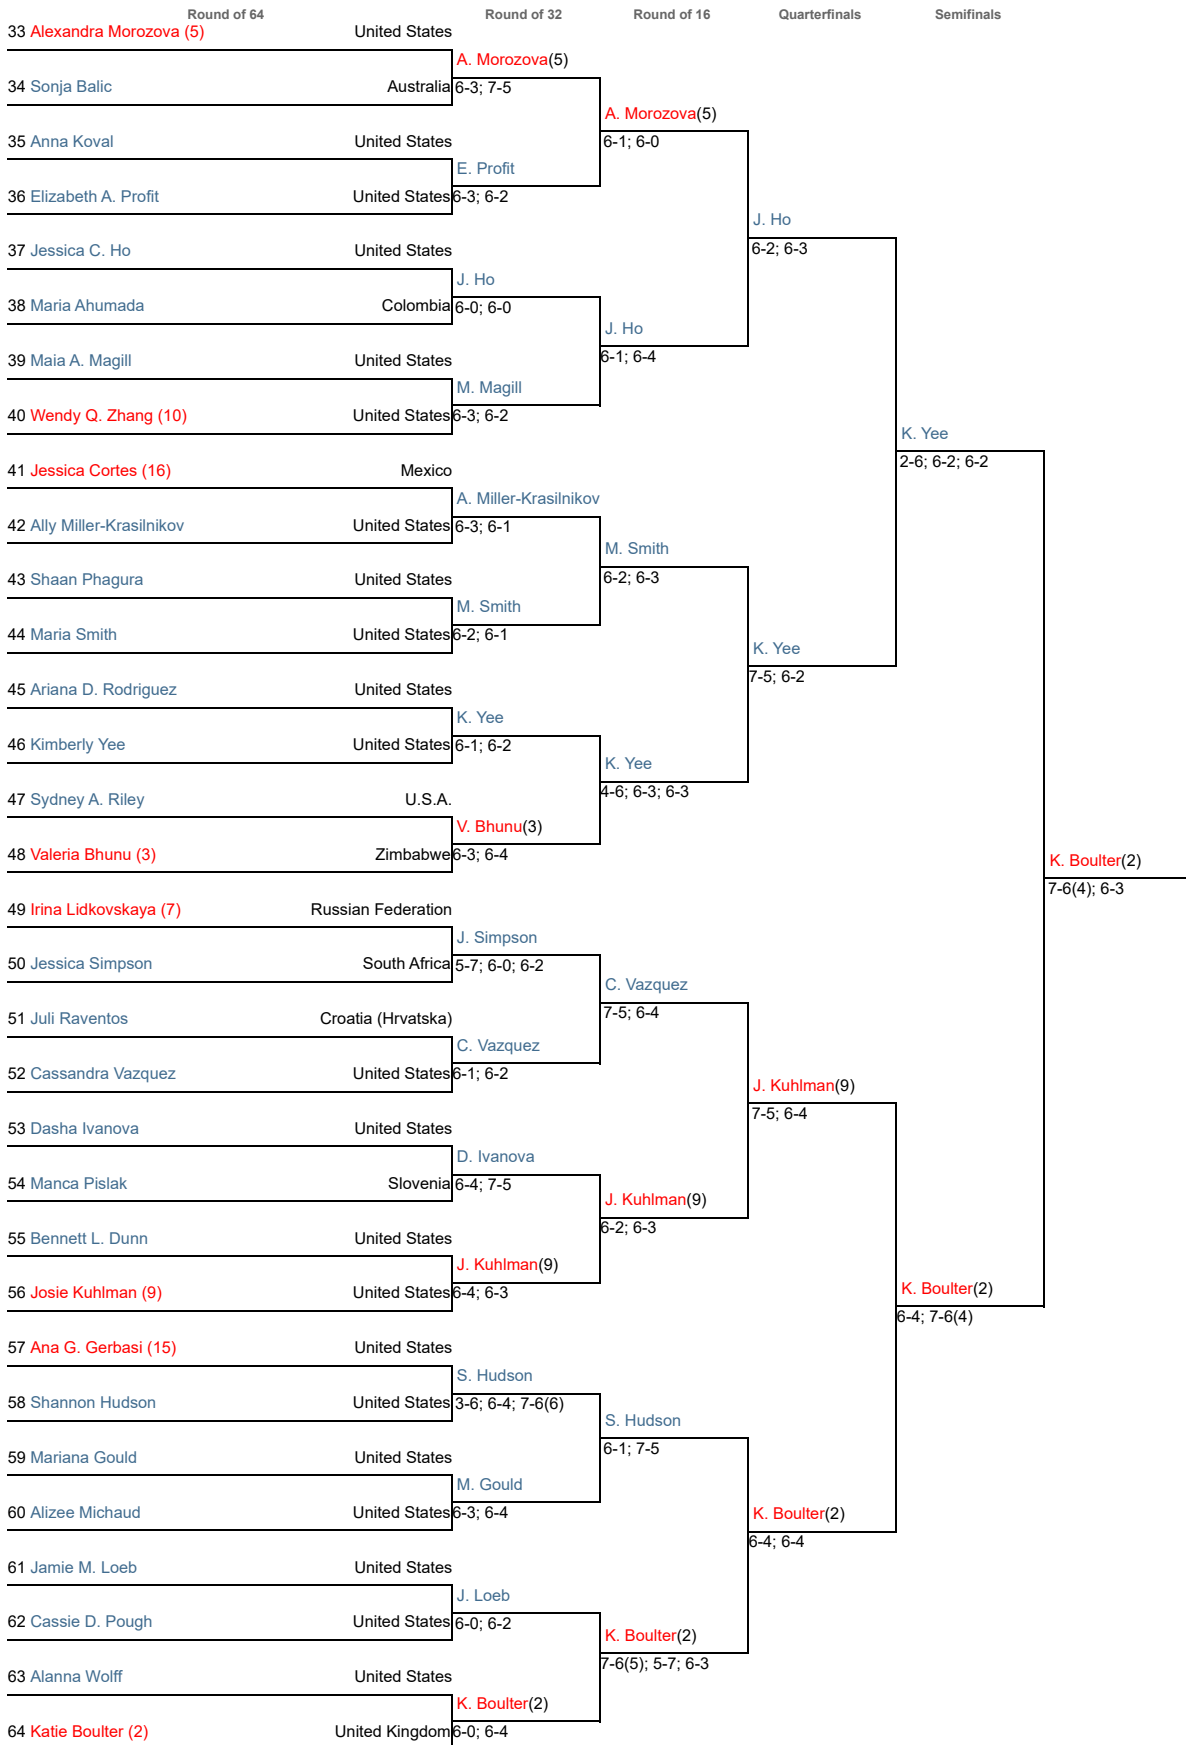 Round of 64 Round of 32 Round of 16 Quarterfinals Semifinals
33 Alexandra Morozova (5) United States
A. Morozova(5)
34 Sonja Balic Australia 6-3; 7-5
A. Morozova(5)
35 Anna Koval United States 6-1; 6-0
E. Profit
36 Elizabeth A. Profit United States 6-3; 6-2
J. Ho
37 Jessica C. Ho United States 6-2; 6-3
J. Ho
38 Maria Ahumada Colombia 6-0; 6-0
J. Ho
39 Maia A. Magill United States 6-1; 6-4
M. Magill
40 Wendy Q. Zhang (10) United States 6-3; 6-2
K. Yee
41 Jessica Cortes (16) Mexico 2-6; 6-2; 6-2
A. Miller-Krasilnikov
42 Ally Miller-Krasilnikov United States 6-3; 6-1
M. Smith
43 Shaan Phagura United States 6-2; 6-3
M. Smith
44 Maria Smith United States 6-2; 6-1
K. Yee
45 Ariana D. Rodriguez United States 7-5; 6-2
K. Yee
46 Kimberly Yee United States 6-1; 6-2
K. Yee
47 Sydney A. Riley U.S.A. 4-6; 6-3; 6-3
V. Bhunu(3)
48 Valeria Bhunu (3) Zimbabwe 6-3; 6-4
K. Boulter(2)
7-6(4); 6-3
49 Irina Lidkovskaya (7) Russian Federation
J. Simpson
50 Jessica Simpson South Africa 5-7; 6-0; 6-2
C. Vazquez
51 Juli Raventos Croatia (Hrvatska) 7-5; 6-4
C. Vazquez
52 Cassandra Vazquez United States 6-1; 6-2
J. Kuhlman(9)
53 Dasha Ivanova United States 7-5; 6-4
D. Ivanova
54 Manca Pislak Slovenia 6-4; 7-5
J. Kuhlman(9)
55 Bennett L. Dunn United States 6-2; 6-3
J. Kuhlman(9)
56 Josie Kuhlman (9) United States 6-4; 6-3
K. Boulter(2)
6-4; 7-6(4)
57 Ana G. Gerbasi (15) United States
S. Hudson
58 Shannon Hudson United States 3-6; 6-4; 7-6(6)
S. Hudson
59 Mariana Gould United States 6-1; 7-5
M. Gould
60 Alizee Michaud United States 6-3; 6-4
K. Boulter(2)
6-4; 6-4
61 Jamie M. Loeb United States
J. Loeb
62 Cassie D. Pough United States 6-0; 6-2
K. Boulter(2)
63 Alanna Wolff United States 7-6(5); 5-7; 6-3
K. Boulter(2)
64 Katie Boulter (2) United Kingdom 6-0; 6-4